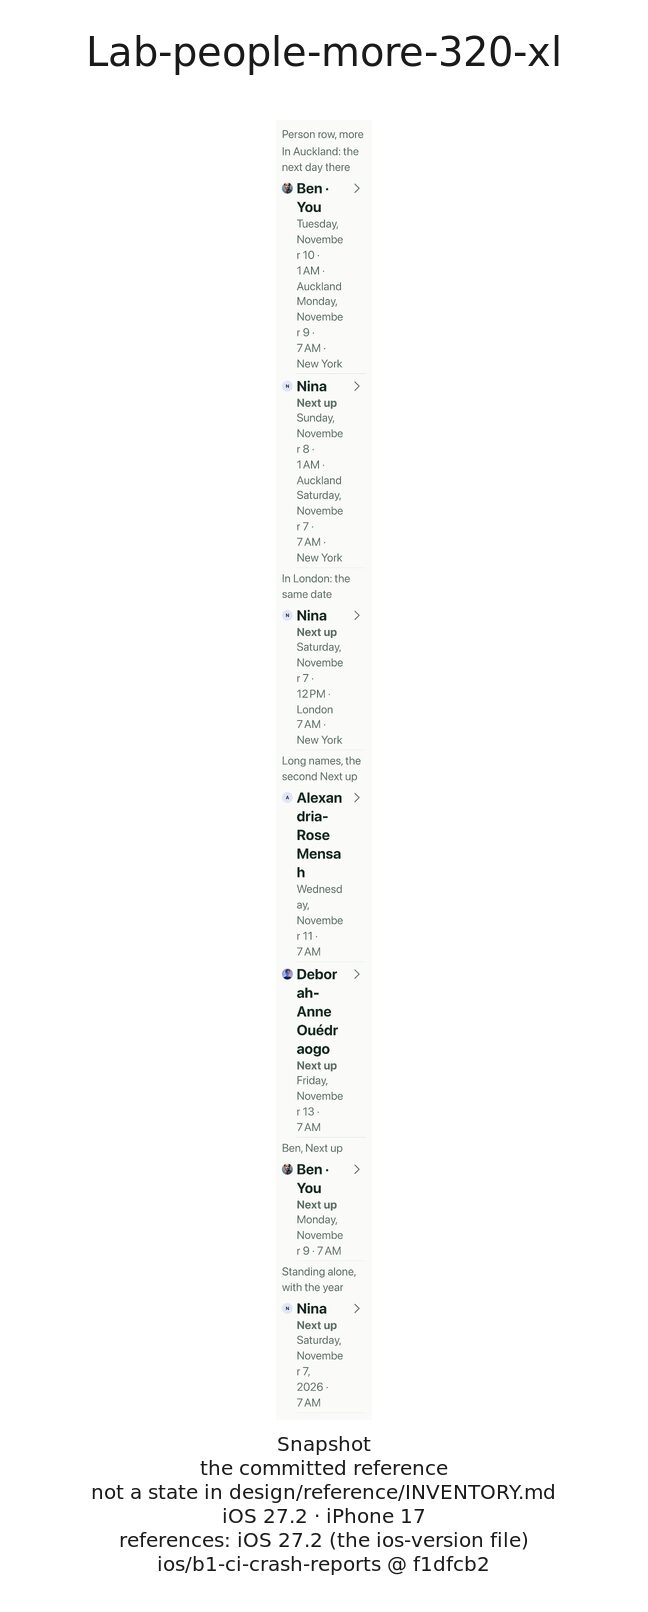 Lab-people-more-320-xl
Person row, more
In Auckland: the
next day there
Ben ·
You
Tuesday,
Novembe
r 10 ·
1 AM ·
Auckland
Monday,
Novembe
r 9 ·
7 AM ·
New York
N
Nina
Next up
Sunday,
Novembe
r 8 ·
1 AM ·
Auckland
Saturday,
Novembe
r 7 ·
7 AM ·
New York
In London: the
same date
N
Nina
Next up
Saturday,
Novembe
r 7 ·
12 PM ·
London
7 AM ·
New York
Long names, the
second Next up
A
Alexan
dria-
Rose
Mensa
h
Wednesd
ay,
Novembe
r 11 ·
7 AM
Debor
ah-
Anne
Ouédr
aogo
Next up
Friday,
Novembe
r 13 ·
7 AM
Ben, Next up
Ben ·
You
Next up
Monday,
Novembe
r 9 · 7 AM
Standing alone,
with the year
N
Nina
Next up
Saturday,
Novembe
r 7,
2026 ·
7 AM
Snapshot
the committed reference
not a state in design/reference/INVENTORY.md
iOS 27.2 · iPhone 17
references: iOS 27.2 (the ios-version file)
ios/b1-ci-crash-reports @ f1dfcb2